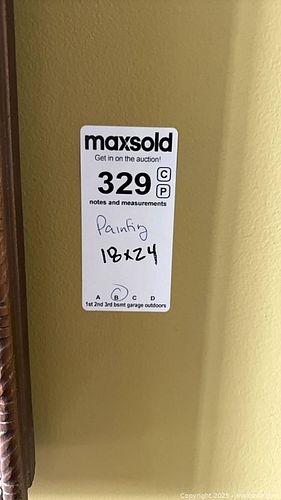 maxsold
Get in on the auction!
329 C
P
notes and measurements
Painting
18x24
A B C D
1st 2nd 3rd bsmt garage outdoors
Copyright 2025 - maxsold.com